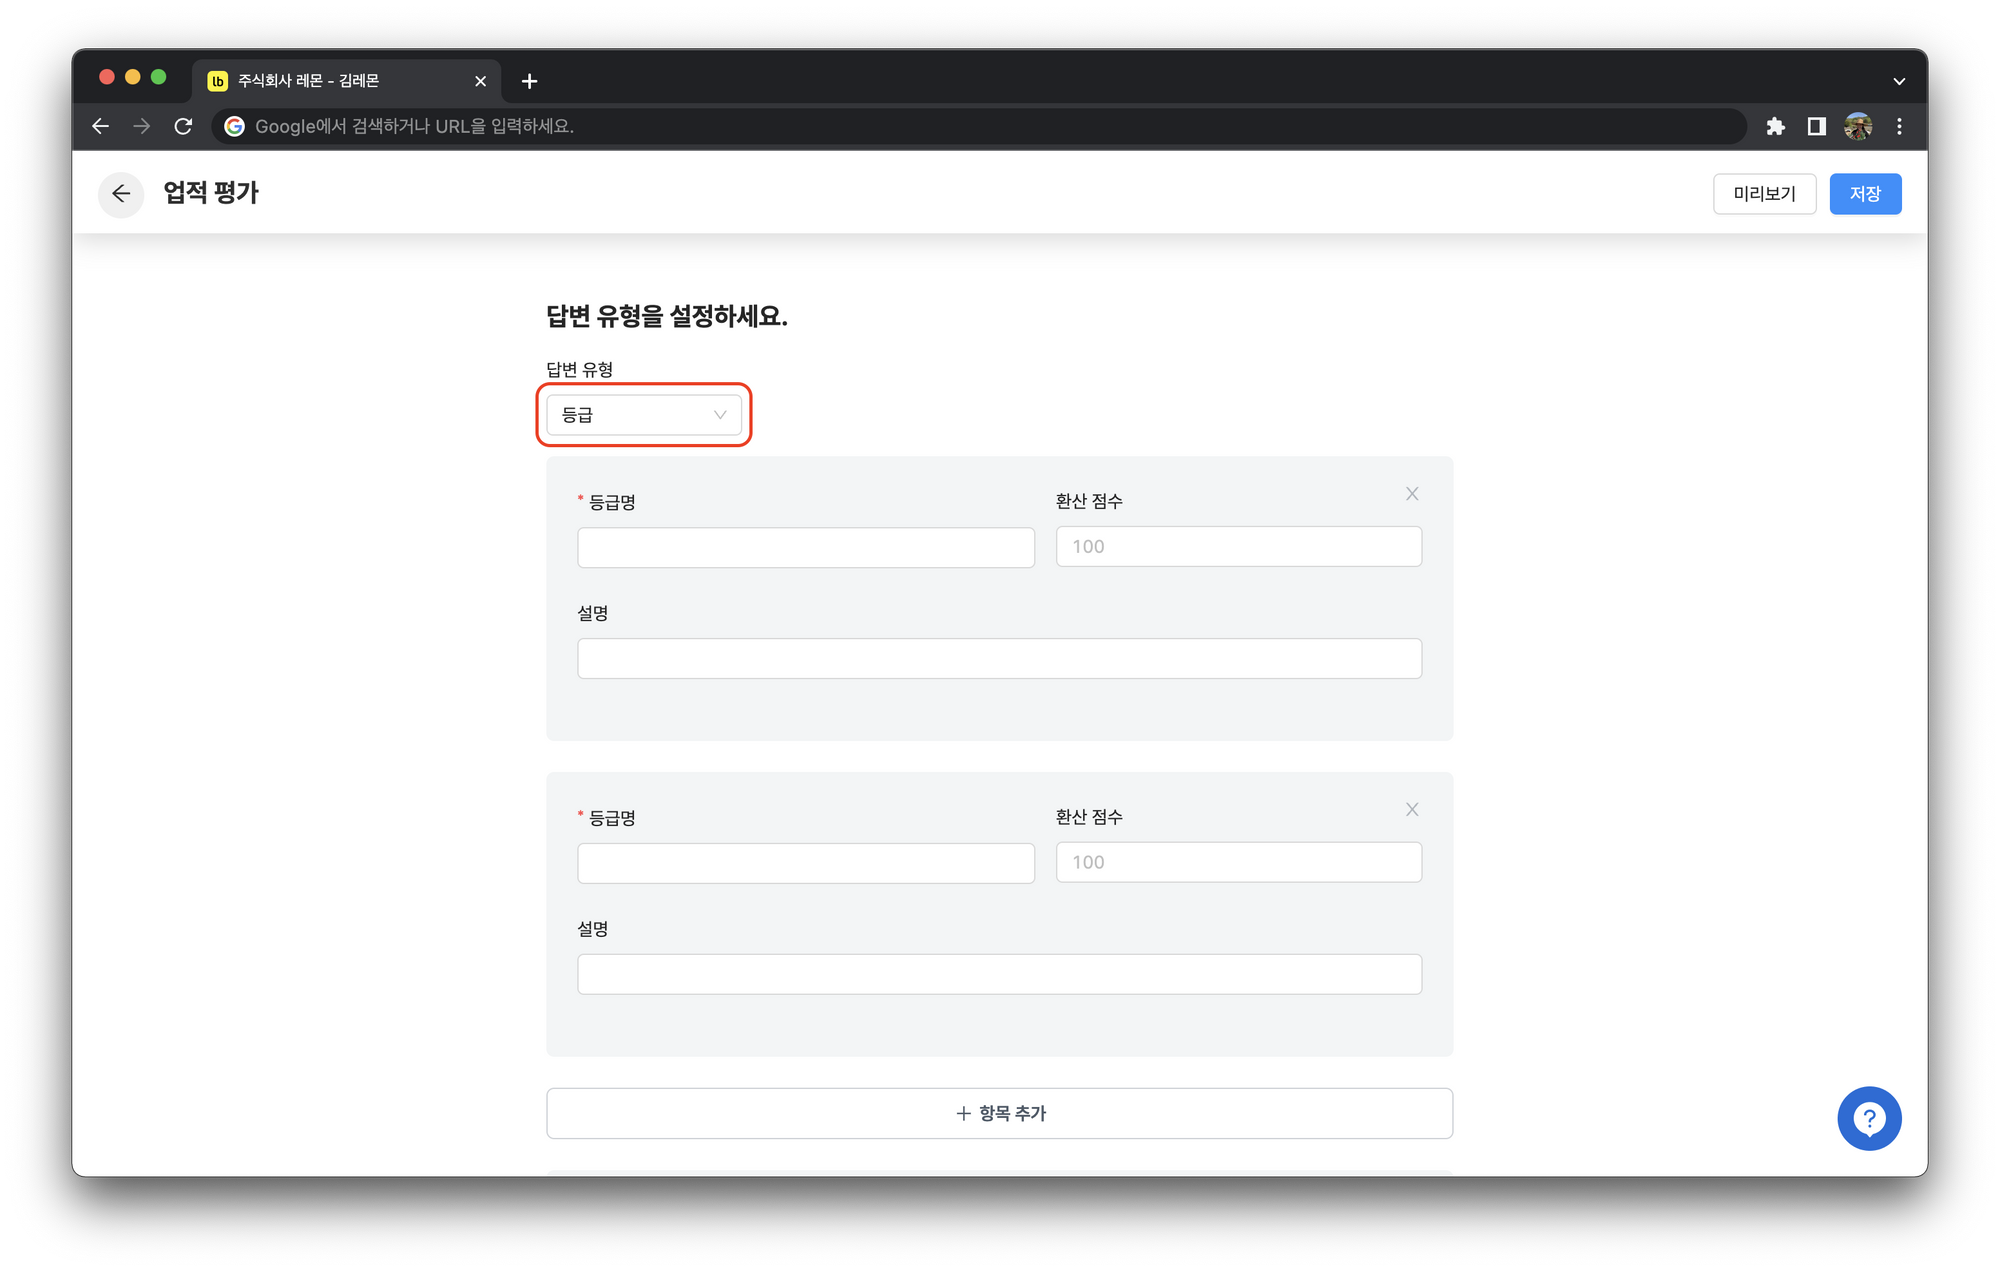 lb 주식회사 레몬 - 김레몬
Google에서 검색하거나 URL을 입력하세요.
업적 평가
미리보기
저장
답변 유형을 설정하세요.
답변 유형
등급
* 등급명
환산 점수
100
설명
* 등급명
환산 점수
100
설명
+ 항목 추가
?